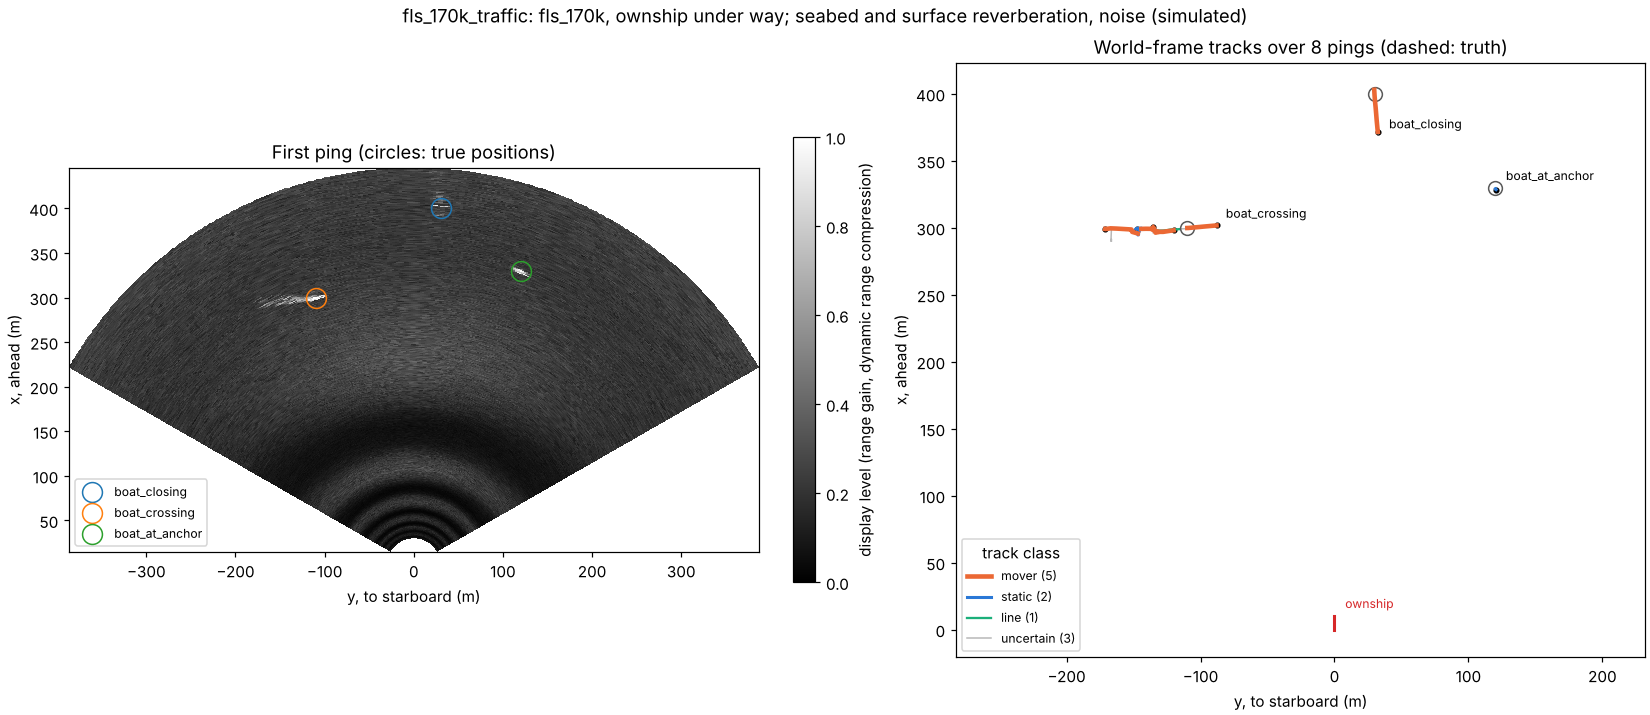 fls_170k_traffic: fls_170k, ownship under way; seabed and surface reverberation, noise (simulated)
First ping (circles: true positions)
x, ahead (m)
400
350
300
250
200
150
100
50
−300
−200
−100
0
100
200
300
y, to starboard (m)
boat_closing
boat_crossing
boat_at_anchor
1.0
0.8
0.6
0.4
0.2
0.0
display level (range gain, dynamic range compression)
World-frame tracks over 8 pings (dashed: truth)
x, ahead (m)
400
350
300
250
200
150
100
50
0
boat_closing
boat_at_anchor
boat_crossing
ownship
track class
mover (5)
static (2)
line (1)
uncertain (3)
−200
−100
0
100
200
y, to starboard (m)